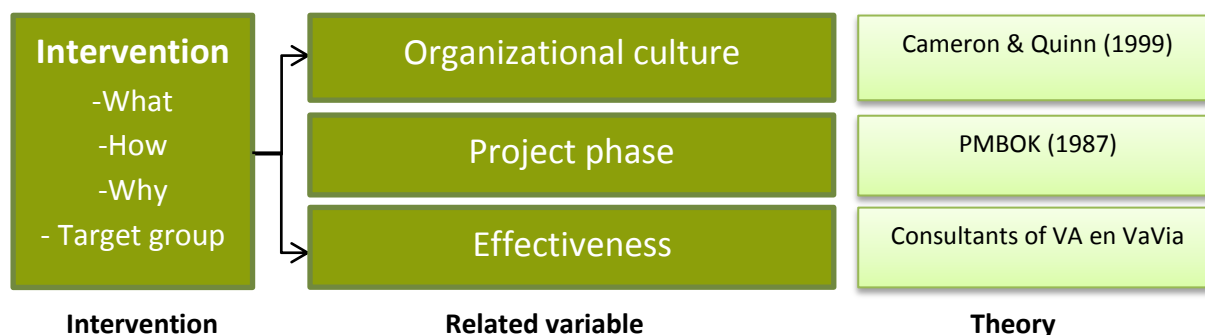 Intervention
-What
-How
-Why
- Target group
Organizational culture
Project phase
Effectiveness
Cameron & Quinn (1999)
PMBOK (1987)
Consultants of VA en VaVia
Intervention
Related variable
Theory